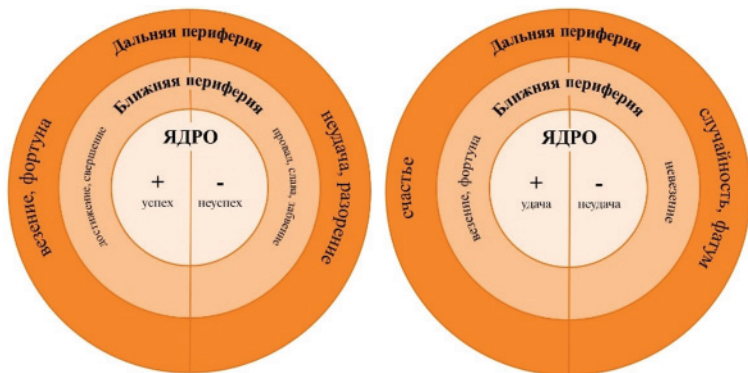 Дальняя периферия
Ближняя периферия
ЯДРО
+
-
успех
неуспех
достижение, свершение
провал, слава, забвение
везение, фортуна
неудача, разорение
Дальняя периферия
Ближняя периферия
ЯДРО
+
-
удача
неудача
везение, фортуна
невезение
счастье
случайность, фатум